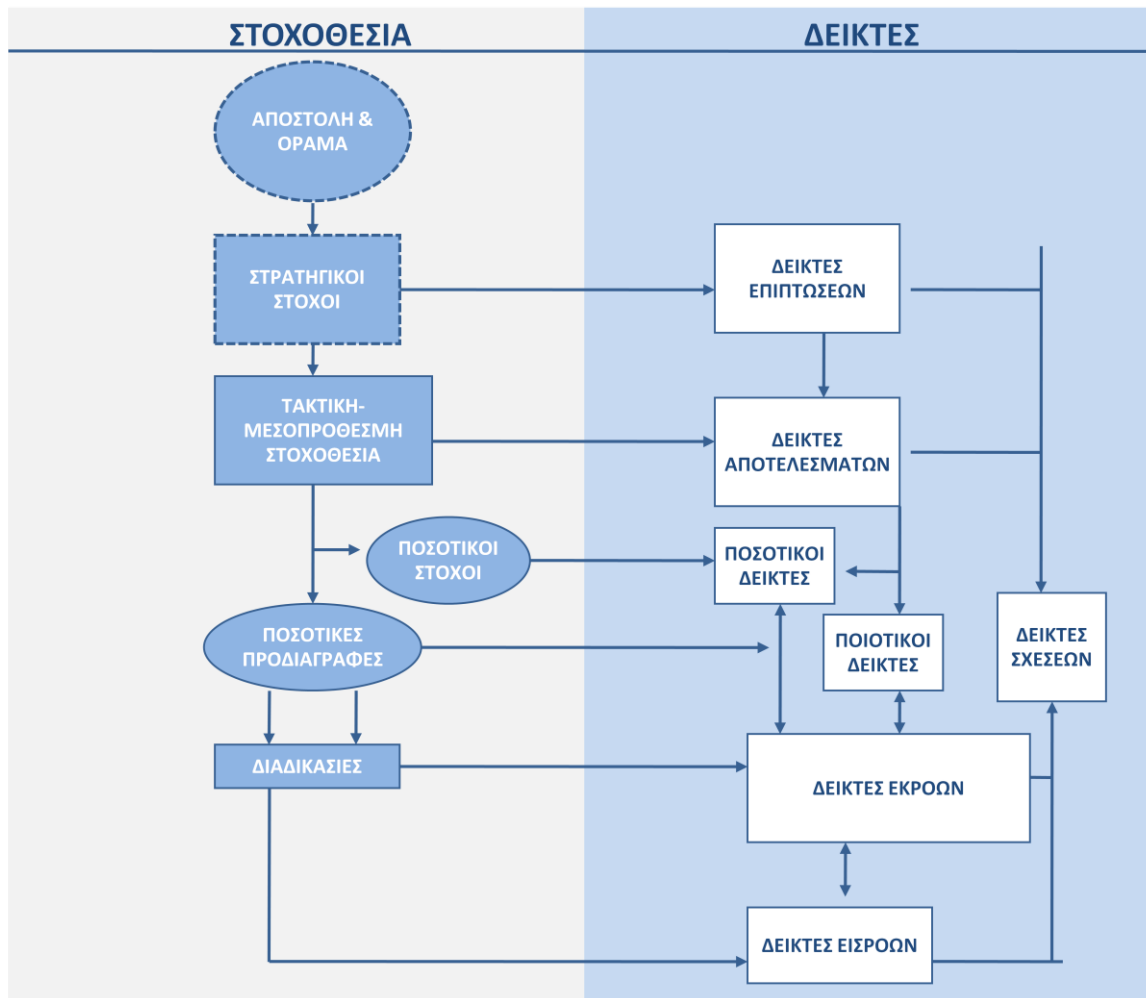 ΣΤΟΧΟΘΕΣΙΑ
ΔΕΙΚΤΕΣ
ΑΠΟΣΤΟΛΗ &
ΟΡΑΜΑ
ΣΤΡΑΤΗΓΙΚΟΙ
ΣΤΟΧΟΙ
ΔΕΙΚΤΕΣ
ΕΠΙΠΤΩΣΕΩΝ
ΤΑΚΤΙΚΗ-
ΜΕΣΟΠΡΟΘΕΣΜΗ
ΣΤΟΧΟΘΕΣΙΑ
ΔΕΙΚΤΕΣ
ΑΠΟΤΕΛΕΣΜΑΤΩΝ
ΠΟΣΟΤΙΚΟΙ
ΣΤΟΧΟΙ
ΠΟΣΟΤΙΚΟΙ
ΔΕΙΚΤΕΣ
ΠΟΣΟΤΙΚΕΣ
ΠΡΟΔΙΑΓΡΑΦΕΣ
ΠΟΙΟΤΙΚΟΙ
ΔΕΙΚΤΕΣ
ΔΕΙΚΤΕΣ
ΣΧΕΣΕΩΝ
ΔΙΑΔΙΚΑΣΙΕΣ
ΔΕΙΚΤΕΣ ΕΚΡΟΩΝ
ΔΕΙΚΤΕΣ ΕΙΣΡΟΩΝ